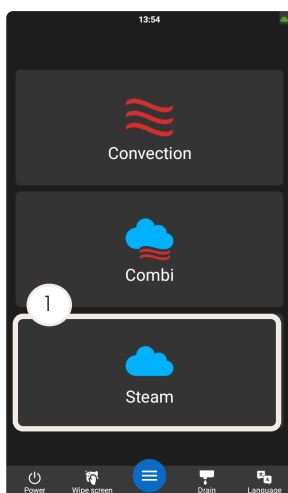 13:54
Convection
Combi
1
Steam
Power Wipe screen Drain Language